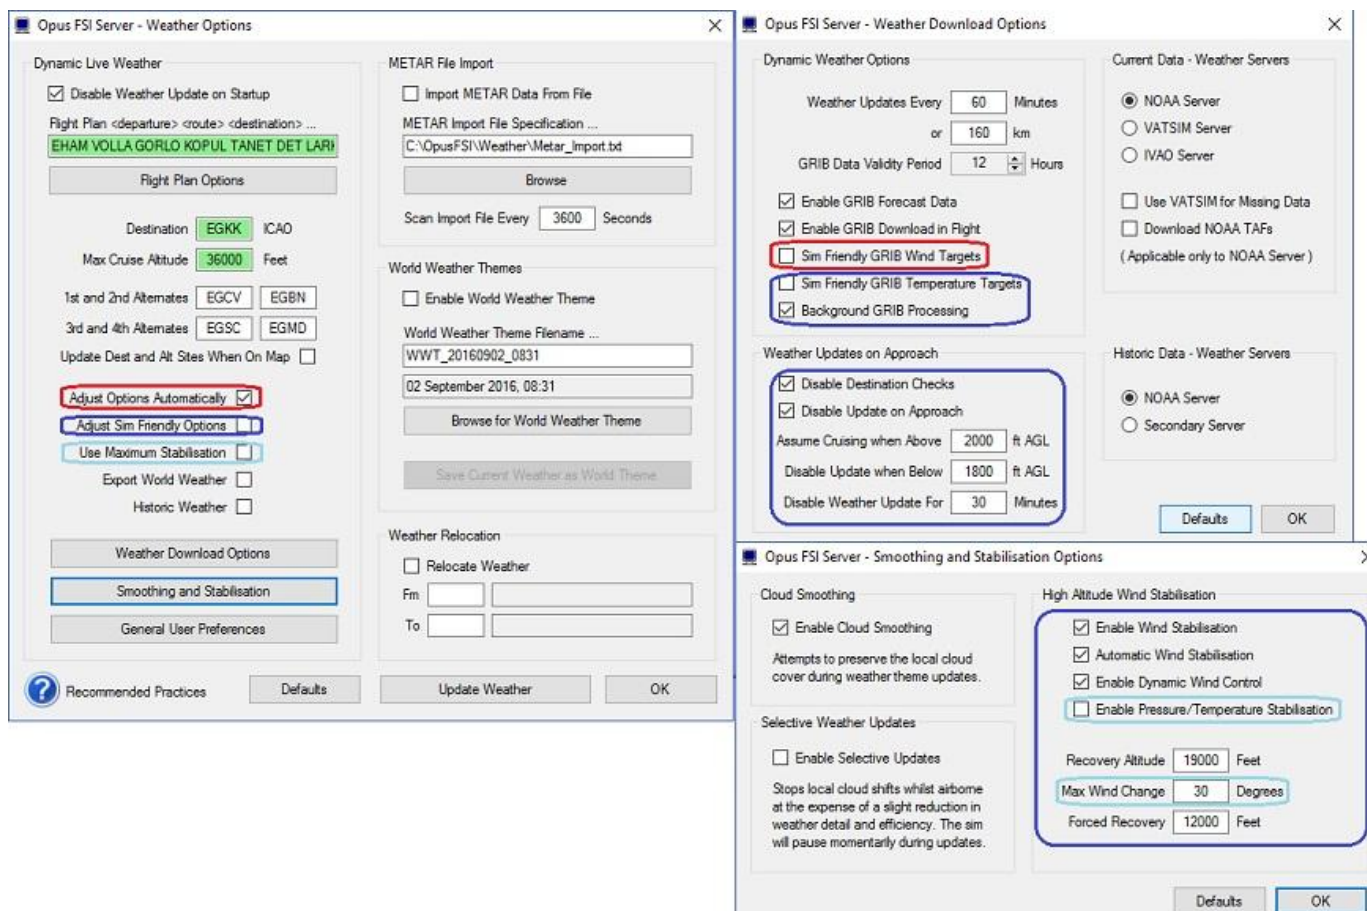 Opus FSI Server - Weather Options
Dynamic Live Weather
Disable Weather Update on Startup
Flight Plan <departure> <route> <destination> ...
EHAM VOLLA GORLO KOPUL TANET DET LARK
Flight Plan Options
Destination EGKK ICAO
Max Cruise Altitude 36000 Feet
1st and 2nd Alternates EGCV EGBN
3rd and 4th Alternates EGSC EGMD
Update Dest and Alt Sites When On Map
Adjust Options Automatically
Adjust Sim Friendly Options
Use Maximum Stabilisation
Export World Weather
Historic Weather
Weather Download Options
Smoothing and Stabilisation
General User Preferences
Recommended Practices
Defaults
METAR File Import
Import METAR Data From File
METAR Import File Specification ...
C:\OpusFSI\Weather\Metar_Import.txt
Browse
Scan Import File Every 3600 Seconds
World Weather Themes
Enable World Weather Theme
World Weather Theme Filename ...
WWT_20160902_0831
02 September 2016, 08:31
Browse for World Weather Theme
Save Current Weather as World Theme
Weather Relocation
Relocate Weather
Fm
To
Update Weather
OK
Opus FSI Server - Weather Download Options
Dynamic Weather Options
Weather Updates Every 60 Minutes
or 160 km
GRIB Data Validity Period 12 Hours
Enable GRIB Forecast Data
Enable GRIB Download in Flight
Sim Friendly GRIB Wind Targets
Sim Friendly GRIB Temperature Targets
Background GRIB Processing
Weather Updates on Approach
Disable Destination Checks
Disable Update on Approach
Assume Cruising when Above 2000 ft AGL
Disable Update when Below 1800 ft AGL
Disable Weather Update For 30 Minutes
Current Data - Weather Servers
NOAA Server
VATSIM Server
IVAO Server
Use VATSIM for Missing Data
Download NOAA TAFs
( Applicable only to NOAA Server )
Historic Data - Weather Servers
NOAA Server
Secondary Server
Defaults
OK
Opus FSI Server - Smoothing and Stabilisation Options
Cloud Smoothing
Enable Cloud Smoothing
Attempts to preserve the local cloud
cover during weather theme updates.
Selective Weather Updates
Enable Selective Updates
Stops local cloud shifts whilst airborne
at the expense of a slight reduction in
weather detail and efficiency. The sim
will pause momentarily during updates.
High Altitude Wind Stabilisation
Enable Wind Stabilisation
Automatic Wind Stabilisation
Enable Dynamic Wind Control
Enable Pressure/Temperature Stabilisation
Recovery Altitude 19000 Feet
Max Wind Change 30 Degrees
Forced Recovery 12000 Feet
Defaults
OK